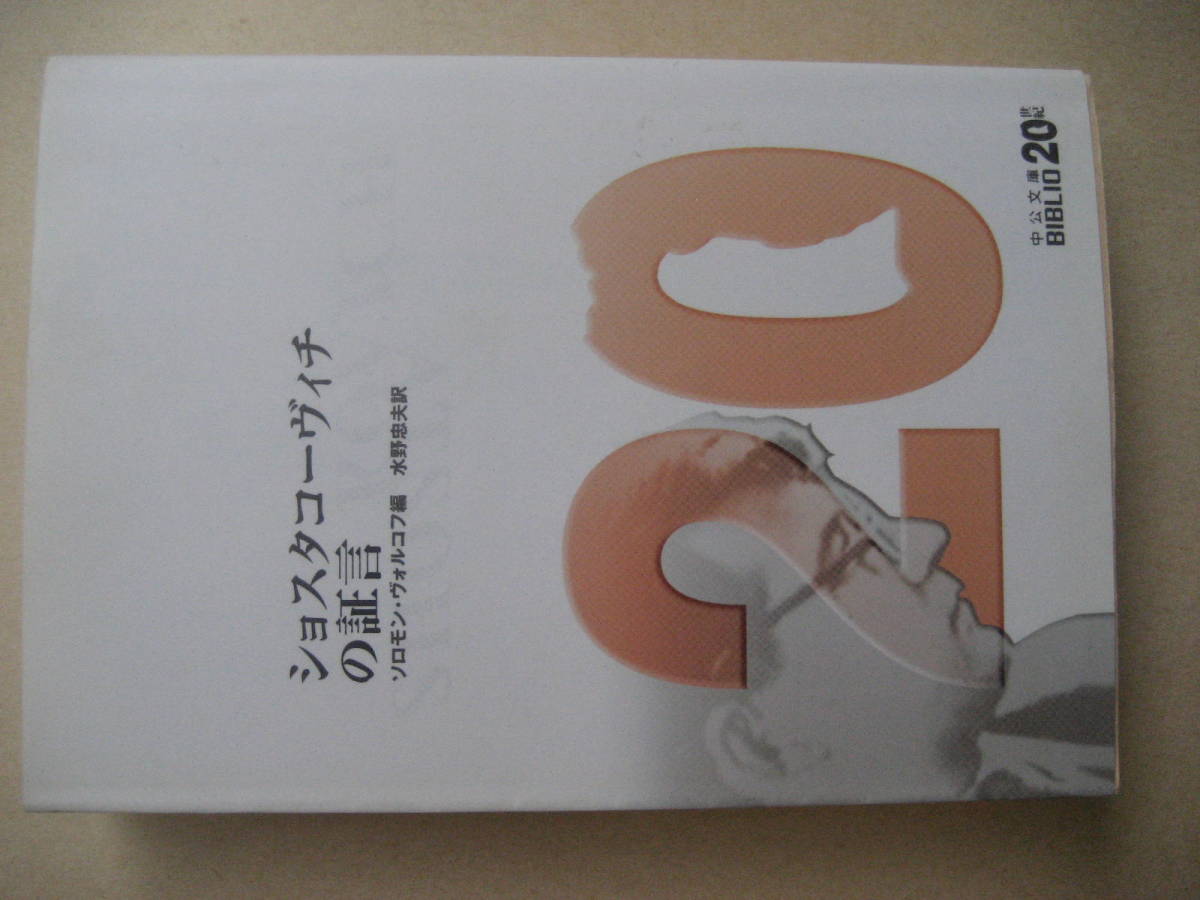 ショスタコーヴィチ
の証言
ソロモン・ヴォルコフ編 水野忠夫訳
中公文庫
BIBLIO 20世紀
20